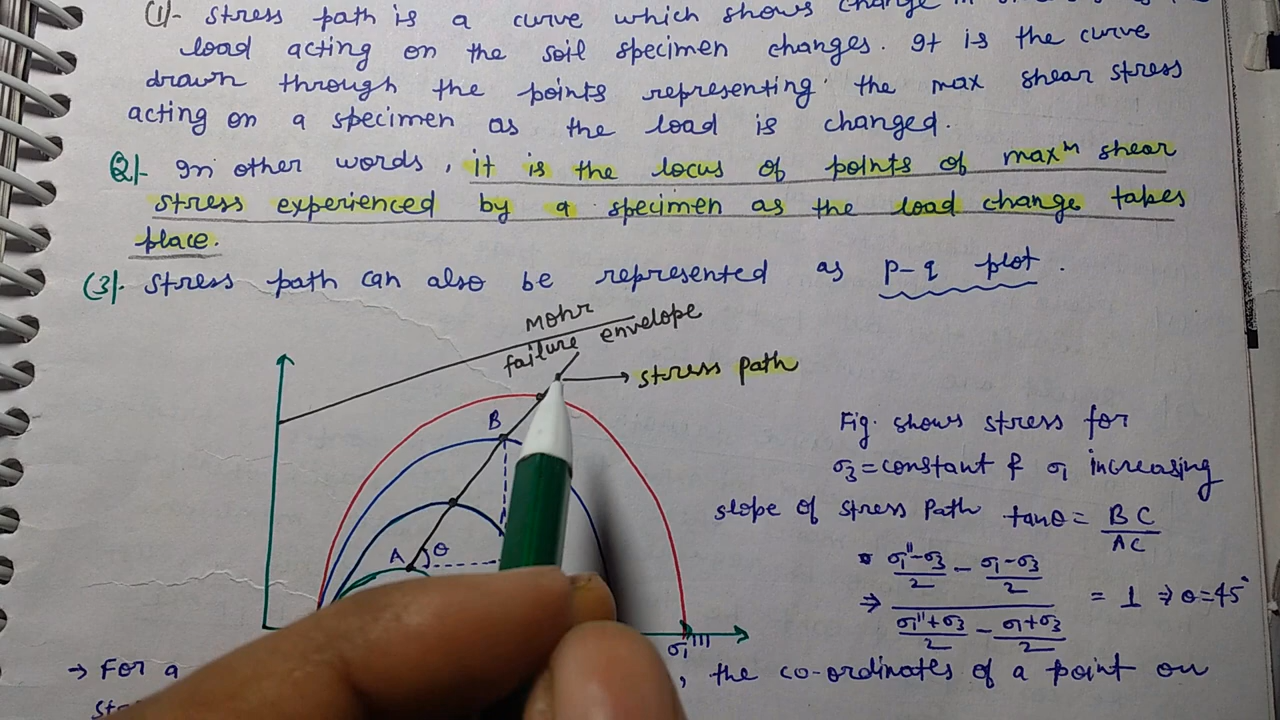 (1)- stress path is a curve which shows change in
load acting on the soil specimen changes. It is the curve
drawn through the points representing the max shear stress
acting on a specimen as the load is changed.
(2)- In other words, it is the locus of points of maxᵐ shear
stress experienced by a specimen as the load change takes
place.
(3)- stress path can also be represented as p-q plot.
Mohr
failure envelope
stress path
B
A θ
σ₁'''
Fig. shows stress for
σ₃=constant & σ₁ increasing
slope of stress Path tanθ = BC/AC
⇒ ((σ₁''-σ₃)/2 - (σ₁-σ₃)/2) / ((σ₁''+σ₃)/2 - (σ₁+σ₃)/2) = 1 ⇒ θ=45°
→ For a , the co-ordinates of a point on